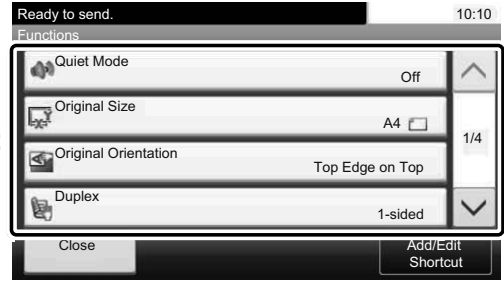 Ready to send.
10:10
Functions
Quiet Mode
Off
Original Size
A4
1/4
Original Orientation
Top Edge on Top
Duplex
1-sided
Close
Add/Edit
Shortcut